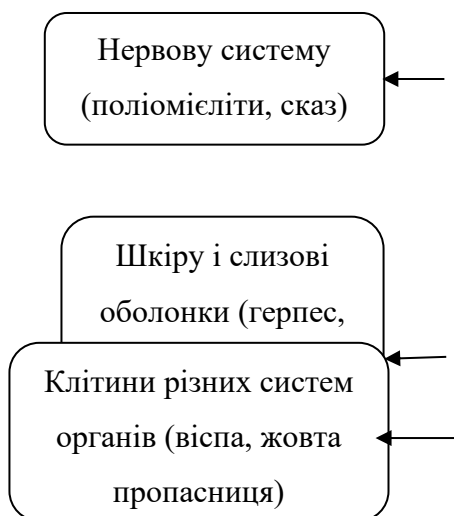 Нервову систему
(поліомієліти, сказ)
Шкіру і слизові
оболонки (герпес,
Клітини різних систем
органів (віспа, жовта
пропасниця)